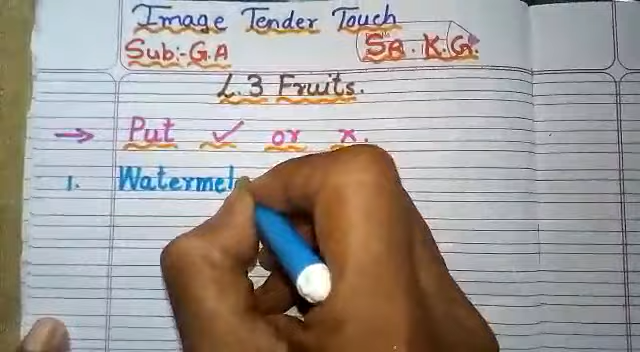 Image Tender Touch
Sub:- G.A Sr. K.G.
L.3 Fruits.
→ Put ✓ or x.
1. Watermel